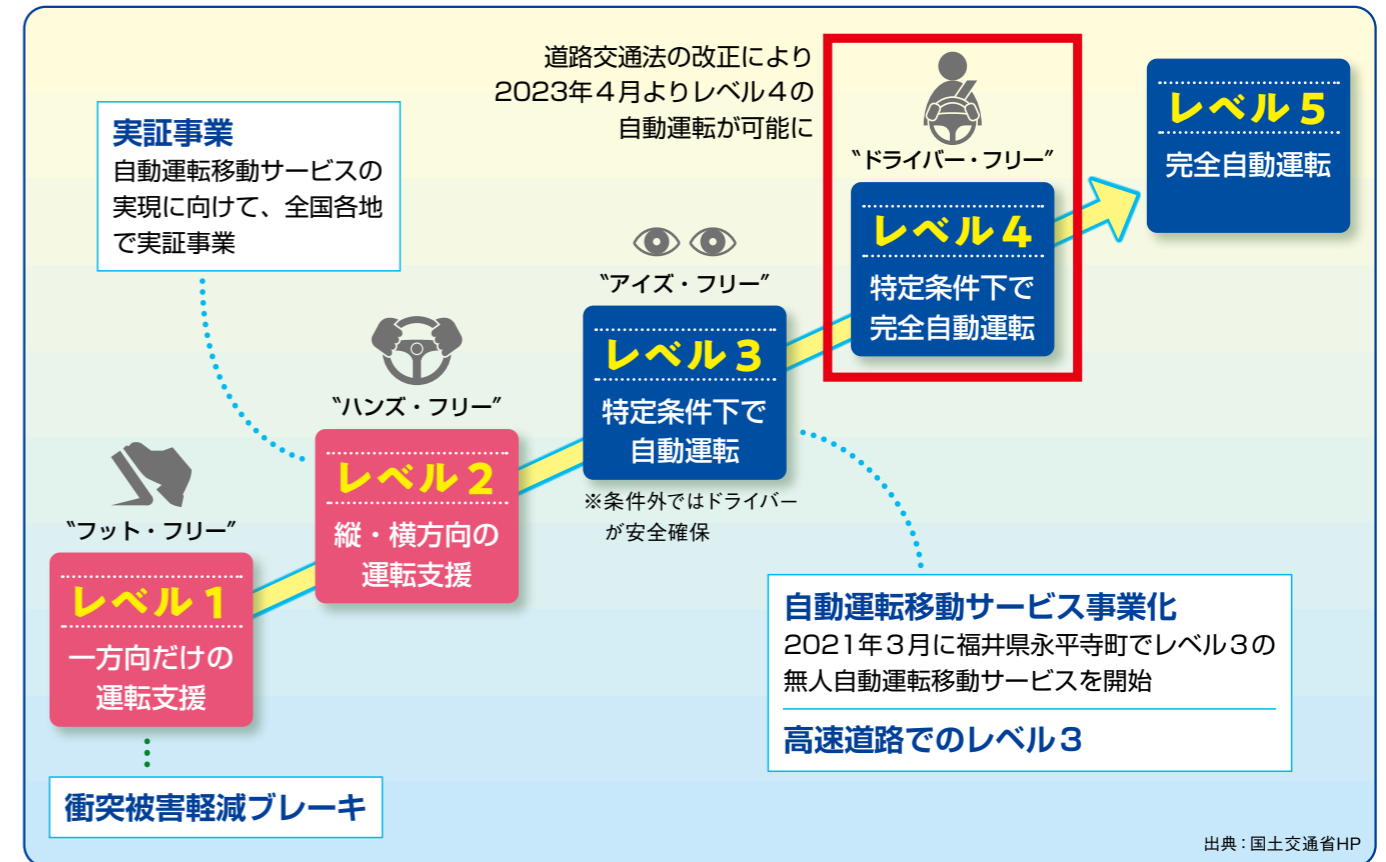 道路交通法の改正により
2023年4月よりレベル4の
自動運転が可能に
実証事業
自動運転移動サービスの
実現に向けて、全国各地
で実証事業
〝フット・フリー〟
レベル1
一方向だけの
運転支援
衝突被害軽減ブレーキ
〝ハンズ・フリー〟
レベル2
縦・横方向の
運転支援
〝アイズ・フリー〟
レベル3
特定条件下で
自動運転
※条件外ではドライバー
が安全確保
〝ドライバー・フリー〟
レベル4
特定条件下で
完全自動運転
レベル5
完全自動運転
自動運転移動サービス事業化
2021年3月に福井県永平寺町でレベル3の
無人自動運転移動サービスを開始
高速道路でのレベル3
出典:国土交通省HP